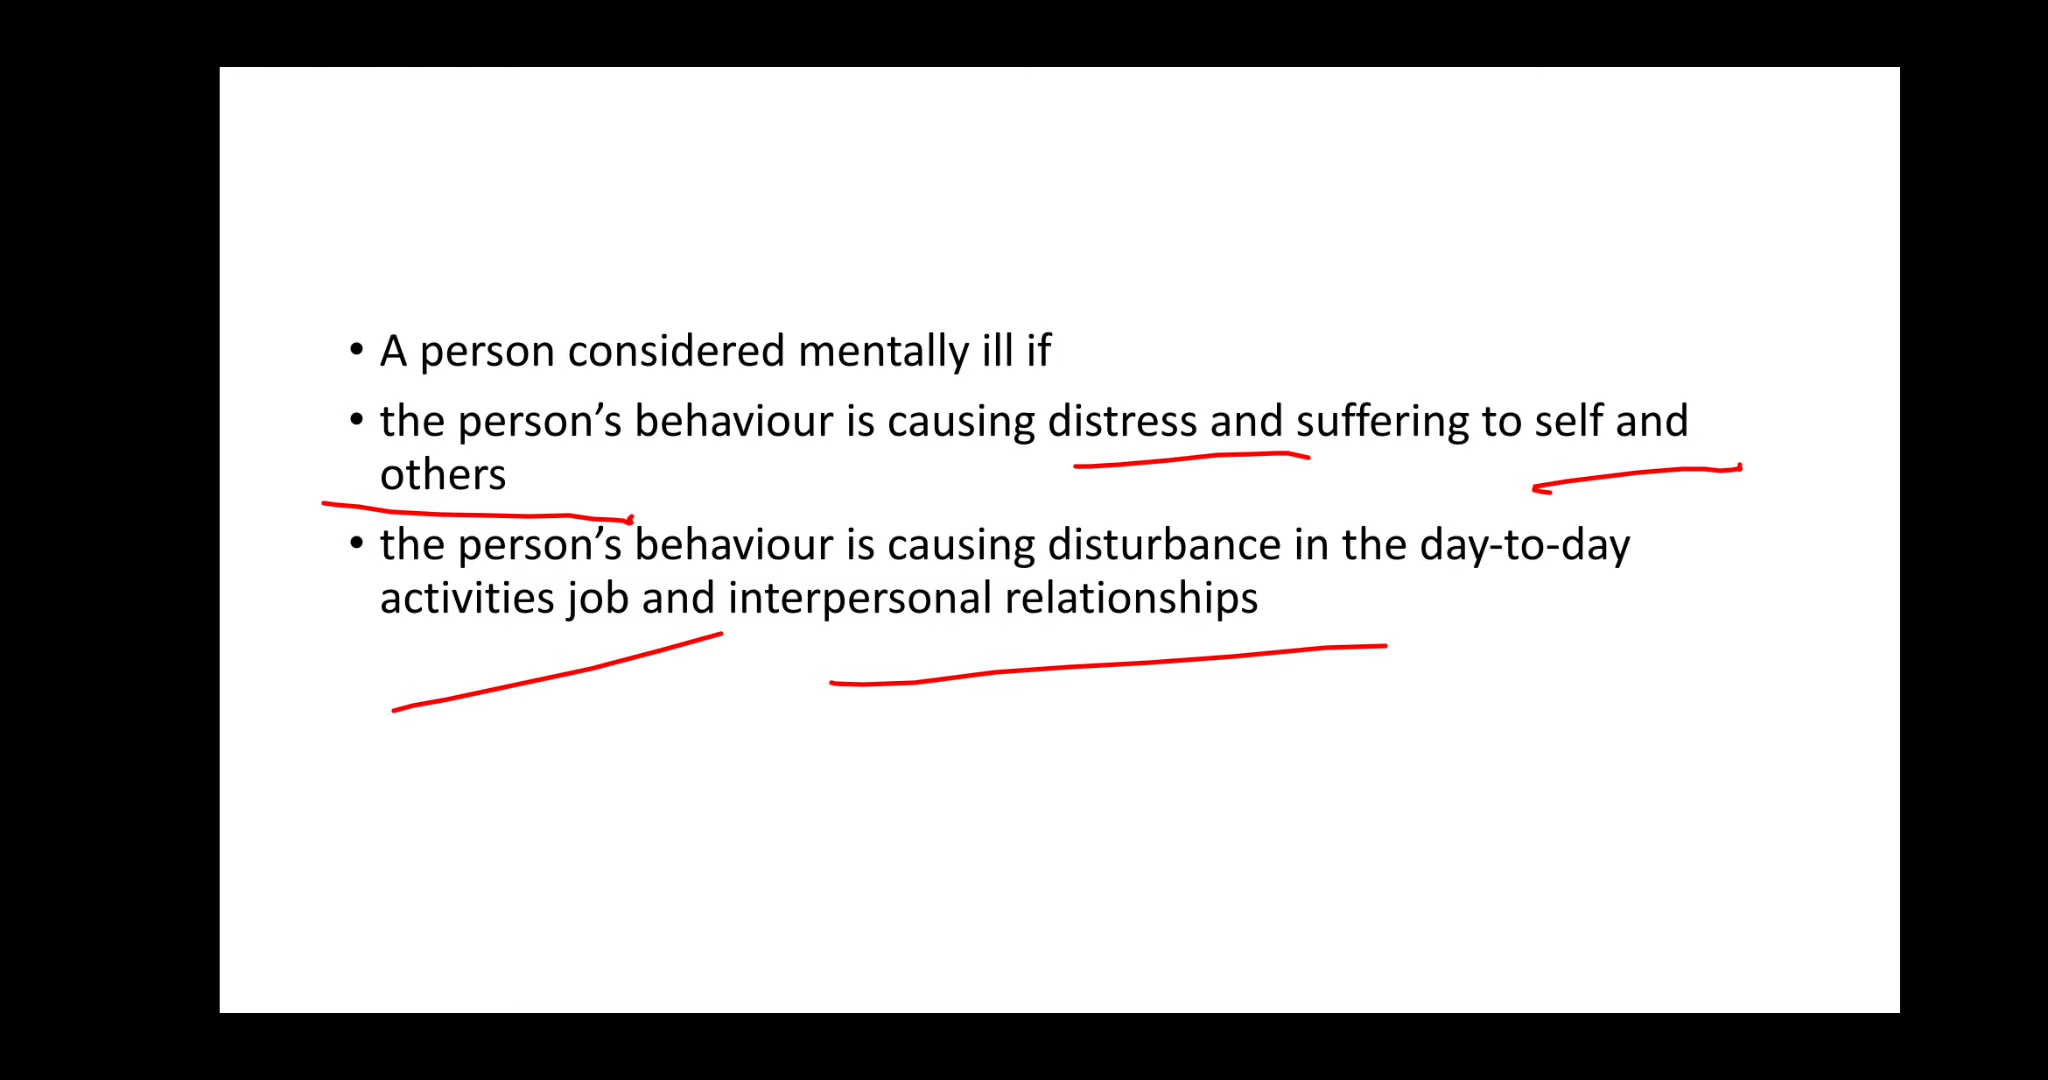 • A person considered mentally ill if
• the person’s behaviour is causing distress and suffering to self and
others
• the person’s behaviour is causing disturbance in the day-to-day
activities job and interpersonal relationships